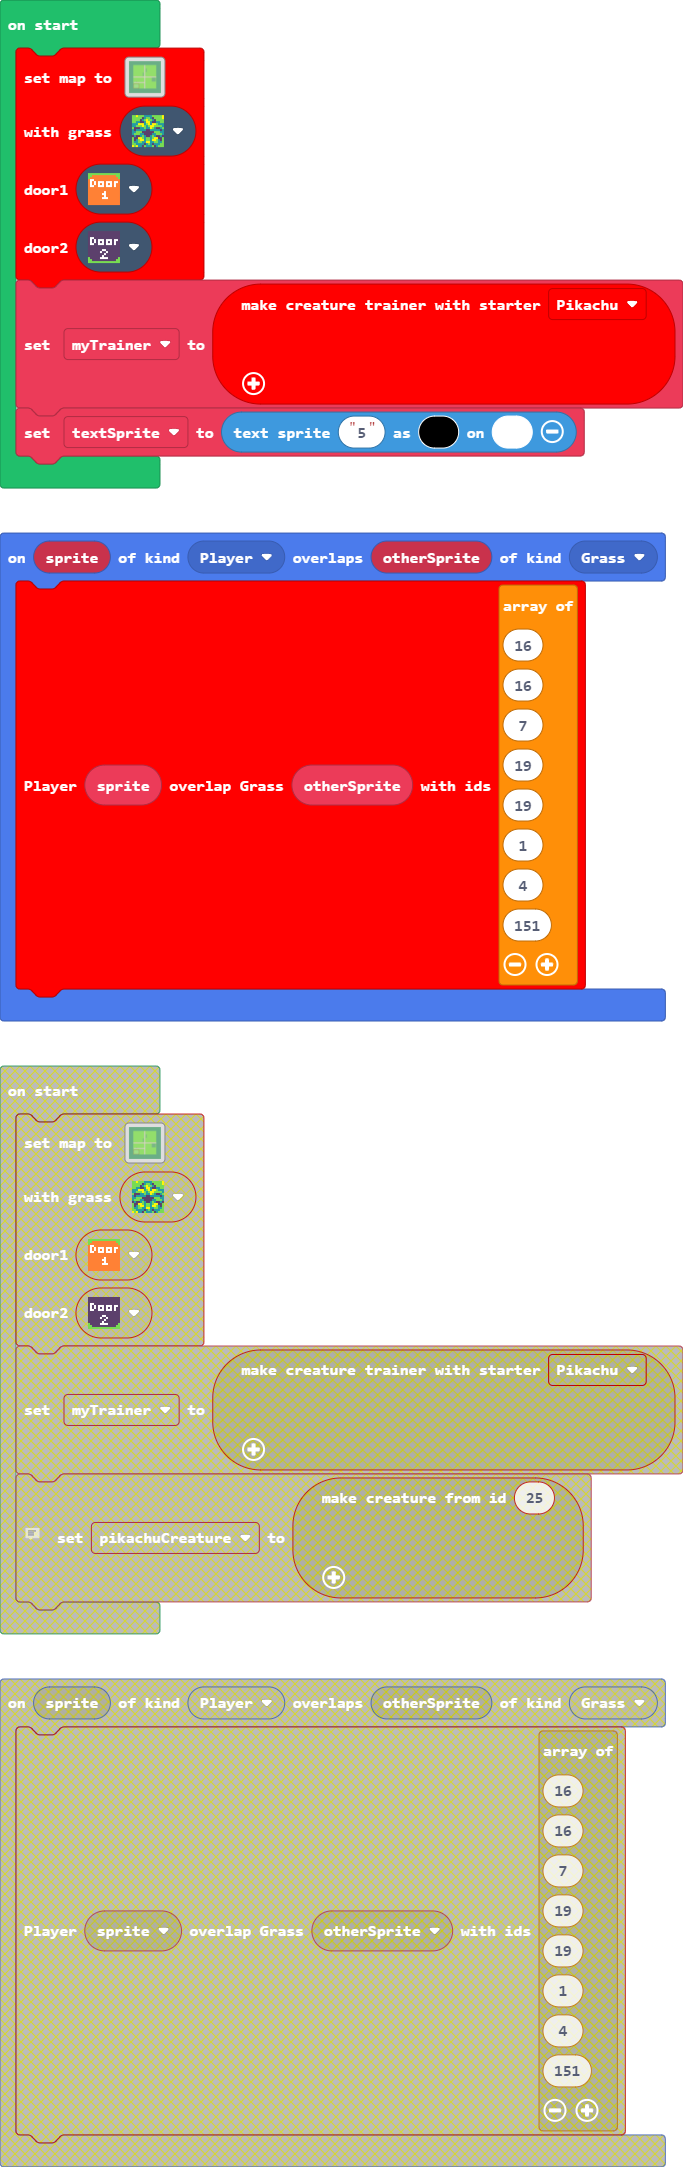 on start
set map to
with grass
door1 Door 1
door2 Door 2
make creature trainer with starter Pikachu
set myTrainer to
set textSprite to text sprite "5" as on
on sprite of kind Player overlaps otherSprite of kind Grass
array of
16
16
7
19
19
Player sprite overlap Grass otherSprite with ids
1
4
151
on start
set map to
with grass
door1 Door 1
door2 Door 2
make creature trainer with starter Pikachu
set myTrainer to
make creature from id 25
set pikachuCreature to
on sprite of kind Player overlaps otherSprite of kind Grass
array of
16
16
7
19
Player sprite overlap Grass otherSprite with ids
19
1
4
151